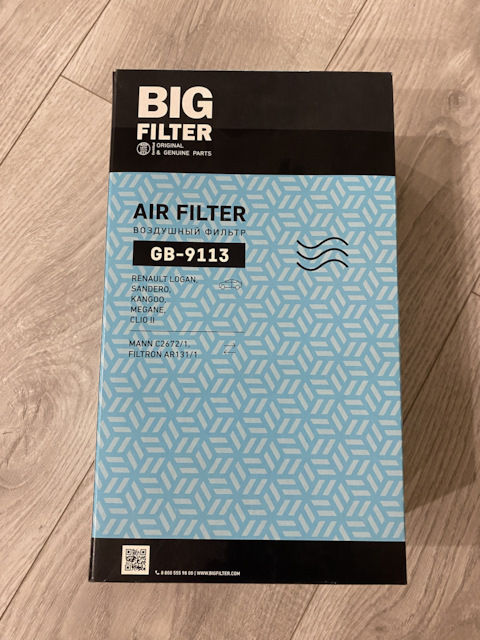 BIG
FILTER
ORIGINAL
& GENUINE PARTS
AIR FILTER
ВОЗДУШНЫЙ ФИЛЬТР
GB-9113
RENAULT LOGAN,
SANDERO,
KANGOO,
MEGANE,
CLIO II
MANN C2672/1,
FILTRON AR131/1
8 800 555 98 00 | WWW.BIGFILTER.COM